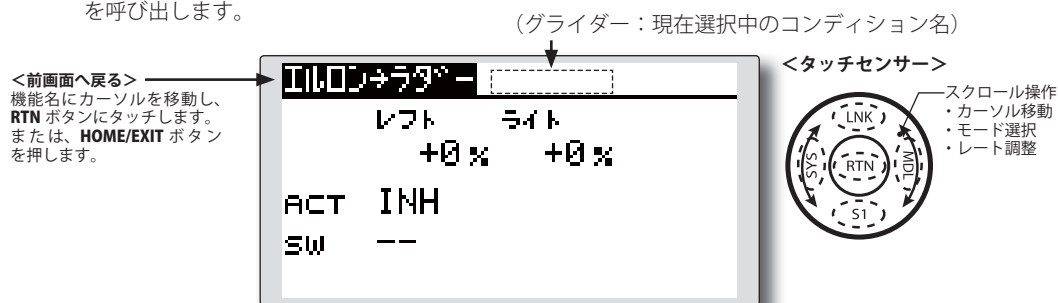 を呼び出します。
（グライダー：現在選択中のコンディション名）
＜前画面へ戻る＞
機能名にカーソルを移動し、
RTN ボタンにタッチします。
または、HOME/EXIT ボタン
を押します。
エルロン→ラダー
レフト ライト
+0% +0%
ACT INH
SW --
＜タッチセンサー＞
スクロール操作
・カーソル移動
・モード選択
・レート調整
LNK
SYS RTN MDL
S1